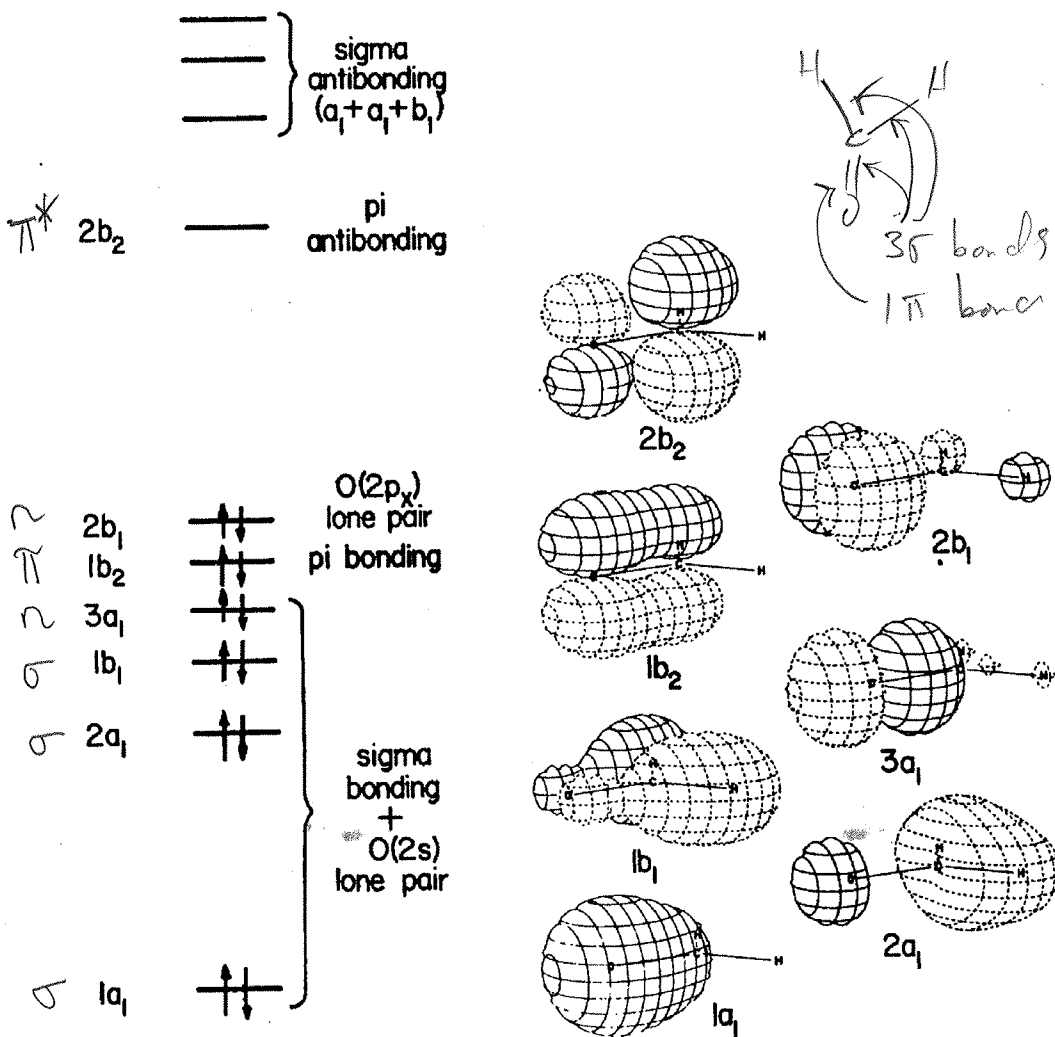 sigma
antibonding
(a₁+a₁+b₁)
π* 2b₂
pi
antibonding
H
H
C
O
3σ bonds
1π bond
2b₂
n 2b₁
O(2pₓ)
lone pair
π 1b₂
pi bonding
n 3a₁
σ 1b₁
σ 2a₁
sigma
bonding
+
O(2s)
lone pair
σ 1a₁
2b₁
1b₂
3a₁
1b₁
2a₁
1a₁